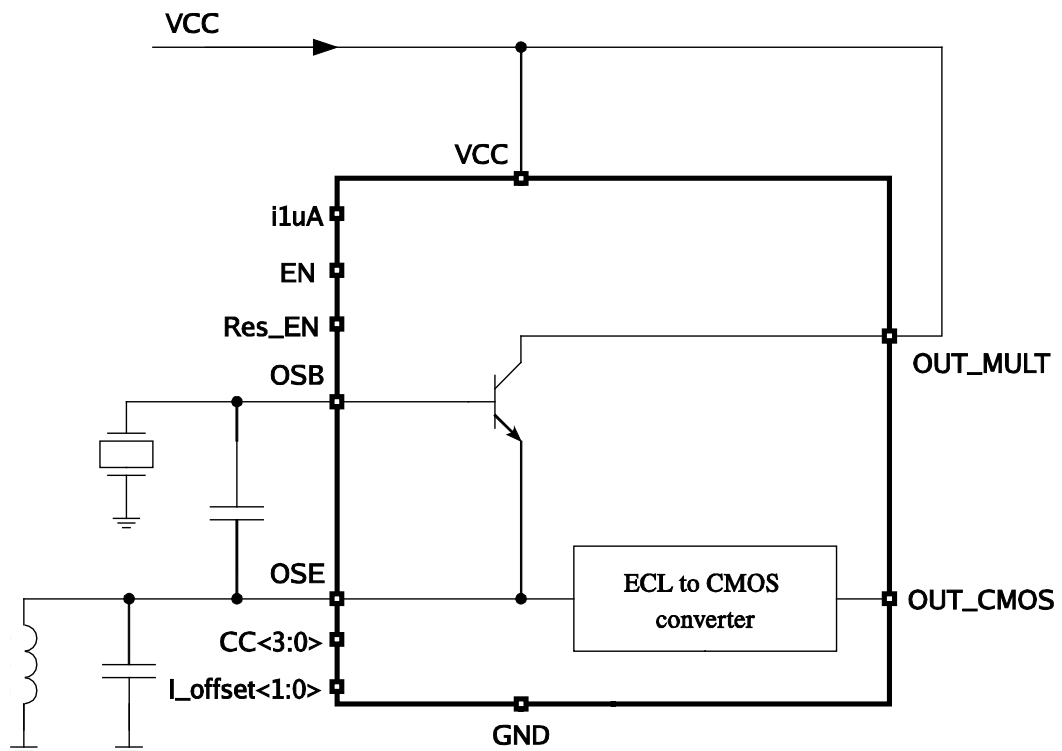 VCC
VCC
i1uA
EN
Res_EN
OSB
OUT_MULT
OSE
ECL to CMOS
converter
OUT_CMOS
CC<3:0>
I_offset<1:0>
GND